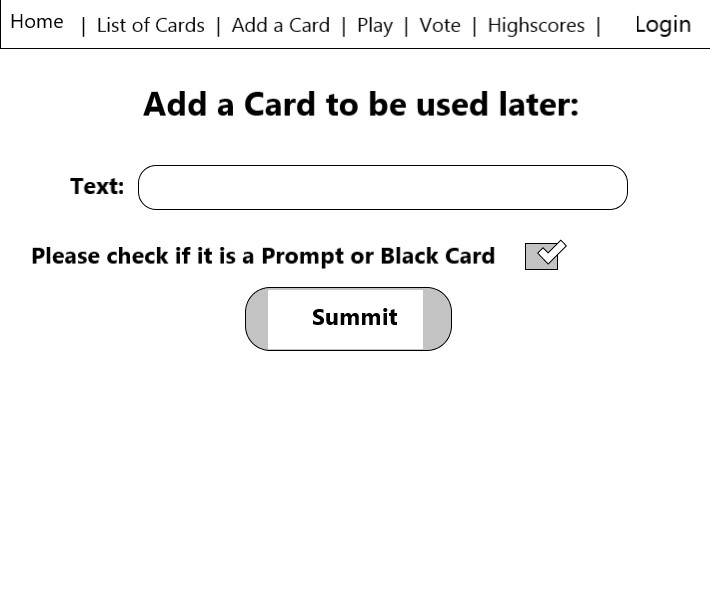 Home | List of Cards | Add a Card | Play | Vote | Highscores | Login
Add a Card to be used later:
Text:
Please check if it is a Prompt or Black Card
Summit